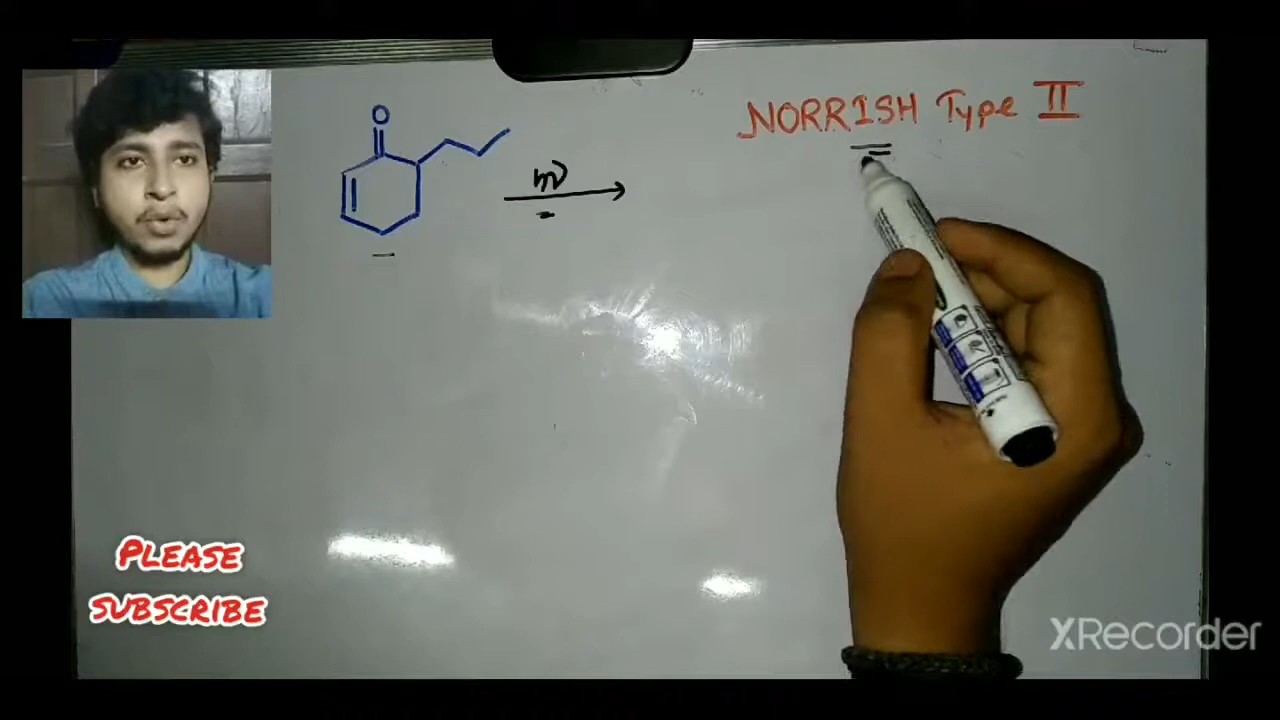 NORRISH Type II
O
hν
PLEASE
SUBSCRIBE
XRecorder